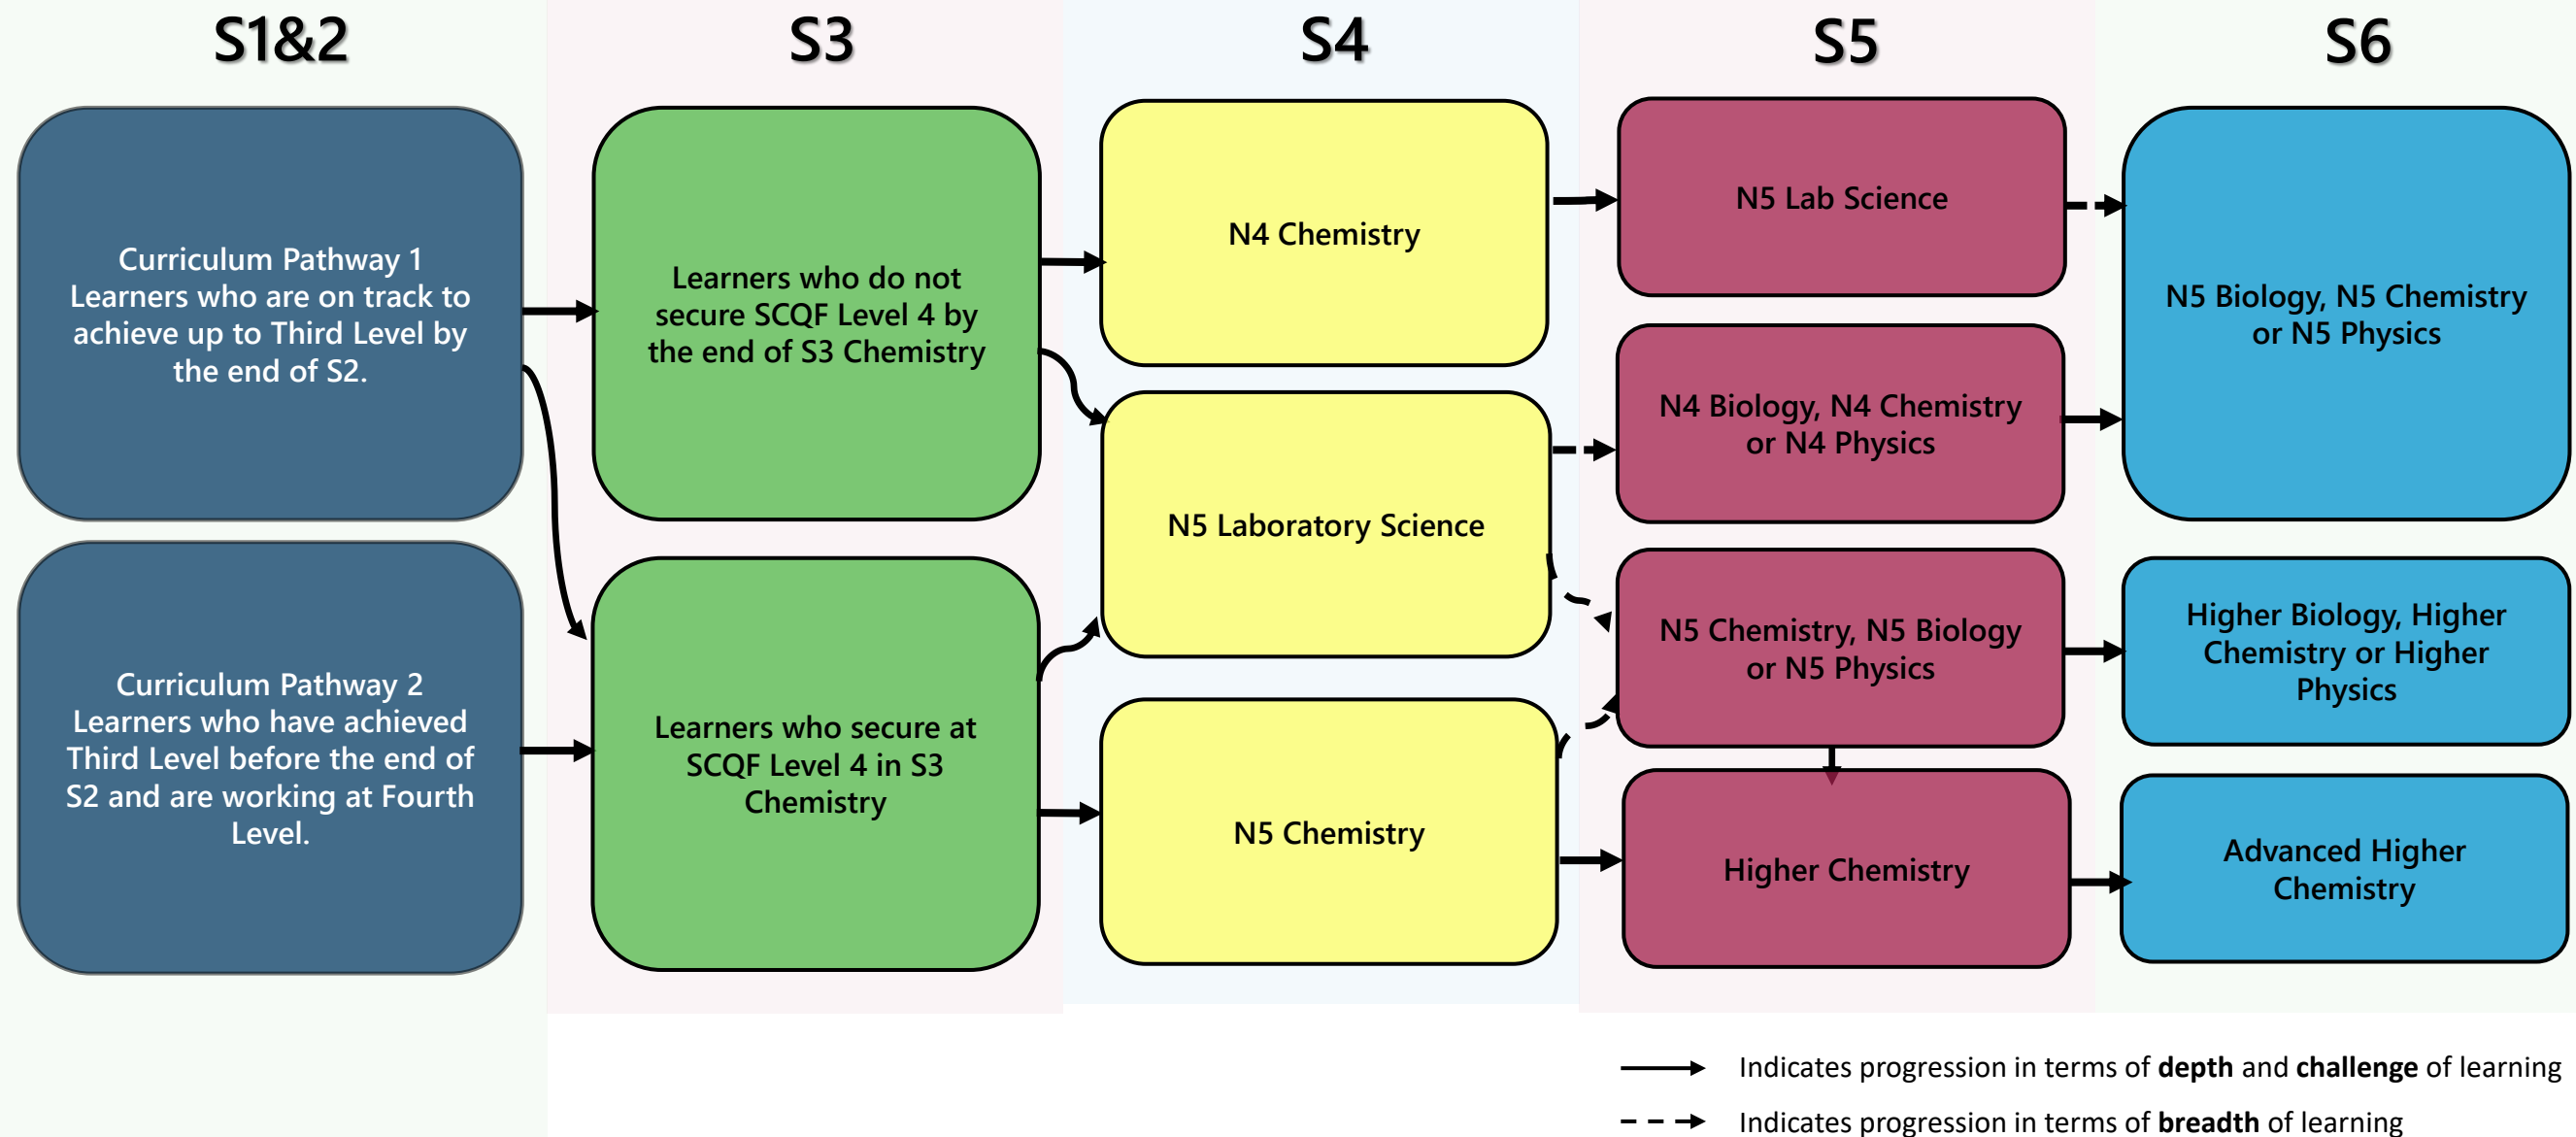 S1&2
S3
S4
S5
S6
Curriculum Pathway 1
Learners who are on track to
achieve up to Third Level by
the end of S2.
Curriculum Pathway 2
Learners who have achieved
Third Level before the end of
S2 and are working at Fourth
Level.
Learners who do not
secure SCQF Level 4 by
the end of S3 Chemistry
Learners who secure at
SCQF Level 4 in S3
Chemistry
N4 Chemistry
N5 Laboratory Science
N5 Chemistry
N5 Lab Science
N4 Biology, N4 Chemistry
or N4 Physics
N5 Chemistry, N5 Biology
or N5 Physics
Higher Chemistry
N5 Biology, N5 Chemistry
or N5 Physics
Higher Biology, Higher
Chemistry or Higher
Physics
Advanced Higher
Chemistry
Indicates progression in terms of depth and challenge of learning
Indicates progression in terms of breadth of learning